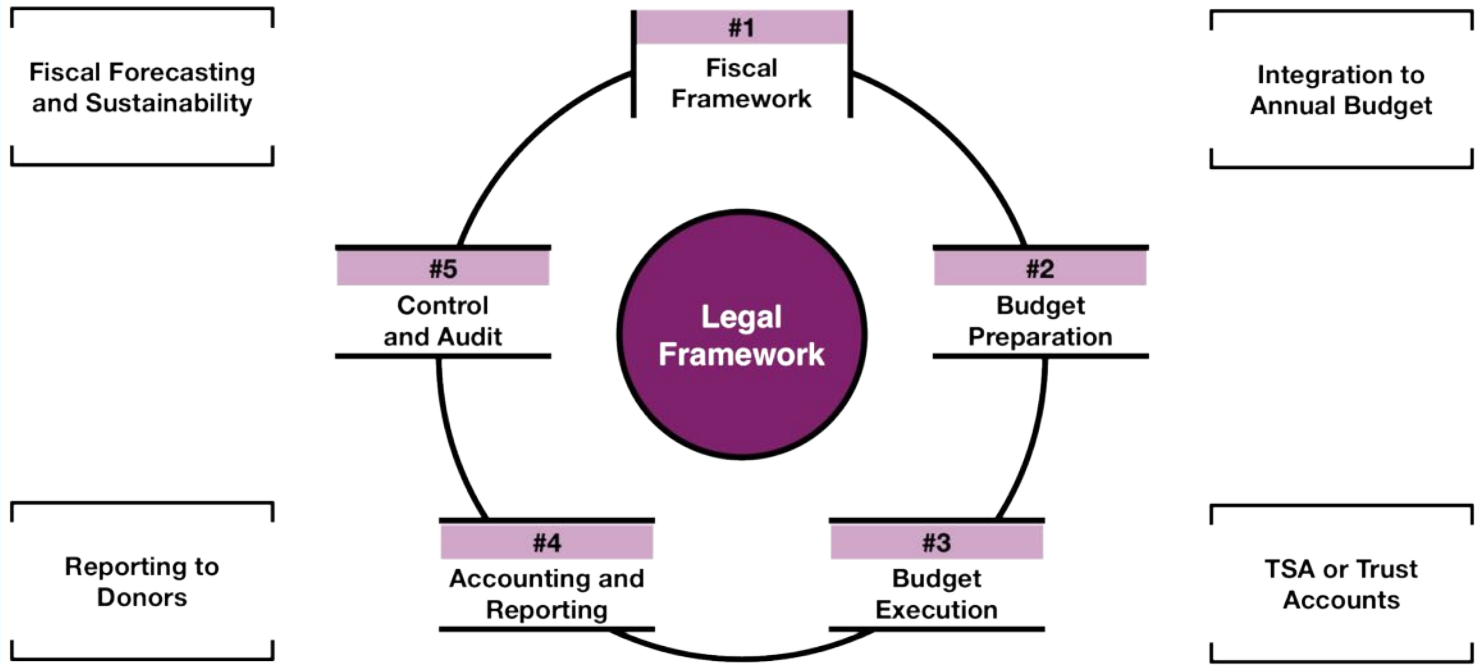 Fiscal Forecasting
and Sustainability
#1
Fiscal
Framework
Integration to
Annual Budget
#5
Control
and Audit
Legal
Framework
#2
Budget
Preparation
Reporting to
Donors
#4
Accounting and
Reporting
#3
Budget
Execution
TSA or Trust
Accounts